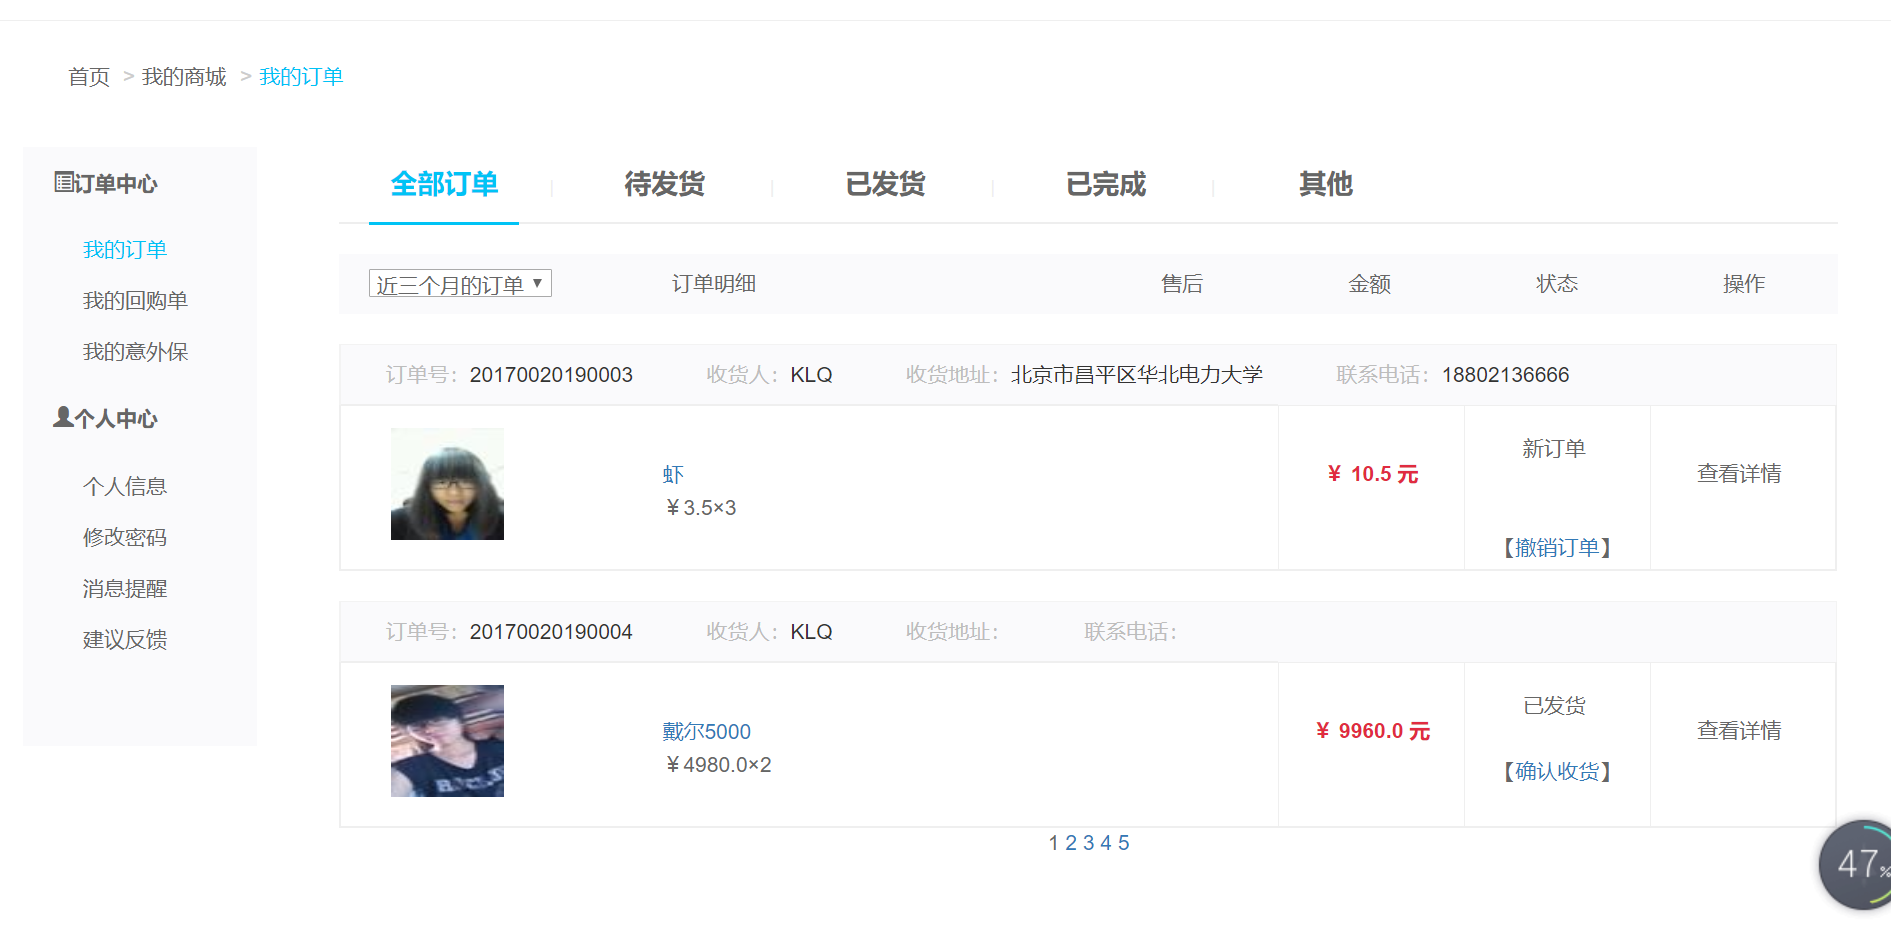 首页 > 我的商城 > 我的订单
订单中心
我的订单
我的回购单
我的意外保
个人中心
个人信息
修改密码
消息提醒
建议反馈
全部订单 | 待发货 | 已发货 | 已完成 | 其他
近三个月的订单 ▼ 订单明细 售后 金额 状态 操作
订单号：20170020190003 收货人：KLQ 收货地址：北京市昌平区华北电力大学 联系电话：18802136666
虾
￥3.5×3
￥ 10.5 元
新订单
【撤销订单】
查看详情
订单号：20170020190004 收货人：KLQ 收货地址： 联系电话：
戴尔5000
￥4980.0×2
￥ 9960.0 元
已发货
【确认收货】
查看详情
1 2 3 4 5
47%